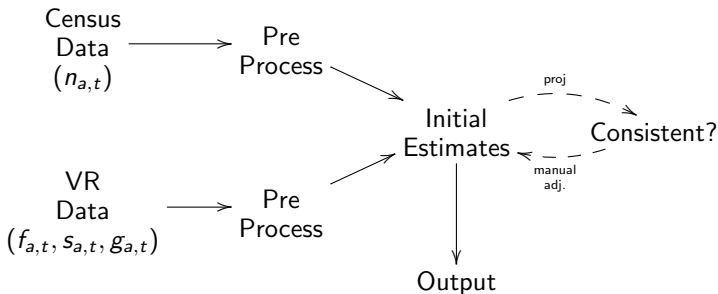 Census
Data
(n_{a,t})
Pre
Process
Initial
Estimates
proj
Consistent?
manual
adj.
VR
Data
(f_{a,t}, s_{a,t}, g_{a,t})
Pre
Process
Output